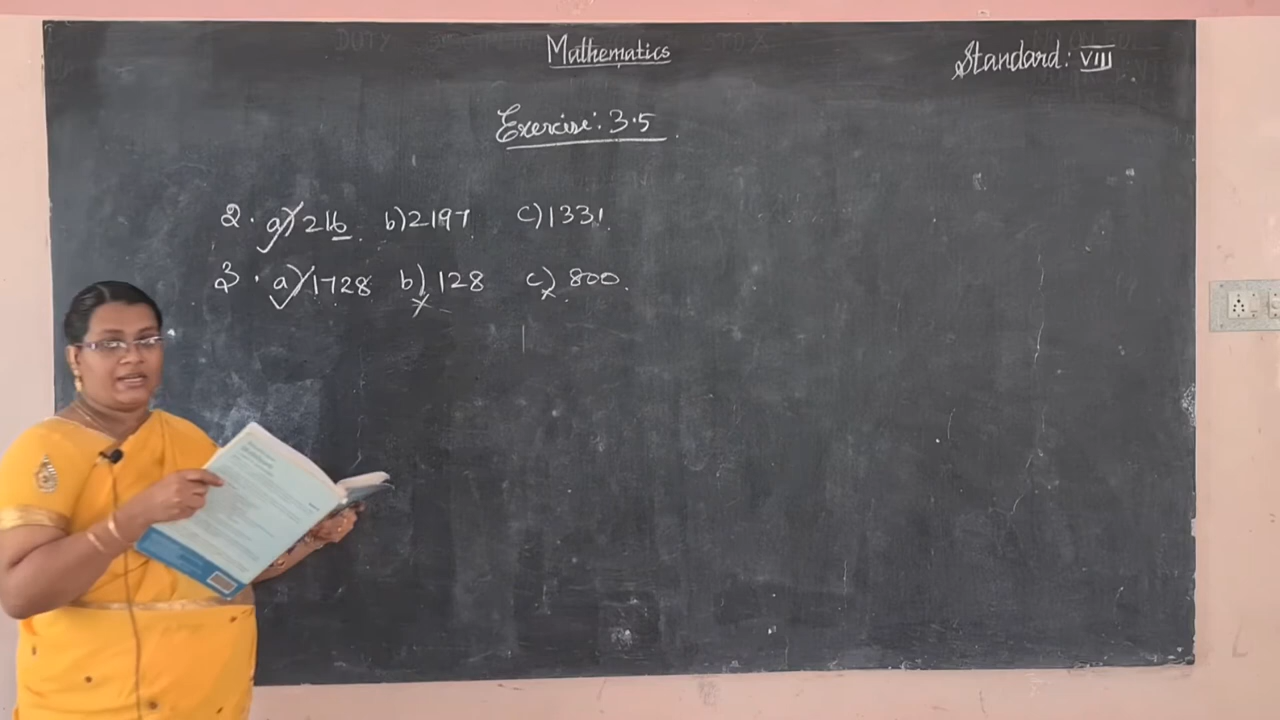 Mathematics
Standard: VIII
Exercise: 3.5
2. a) 216 b) 2197 c) 1331
3. a) 1728 b) 128 c) 800.